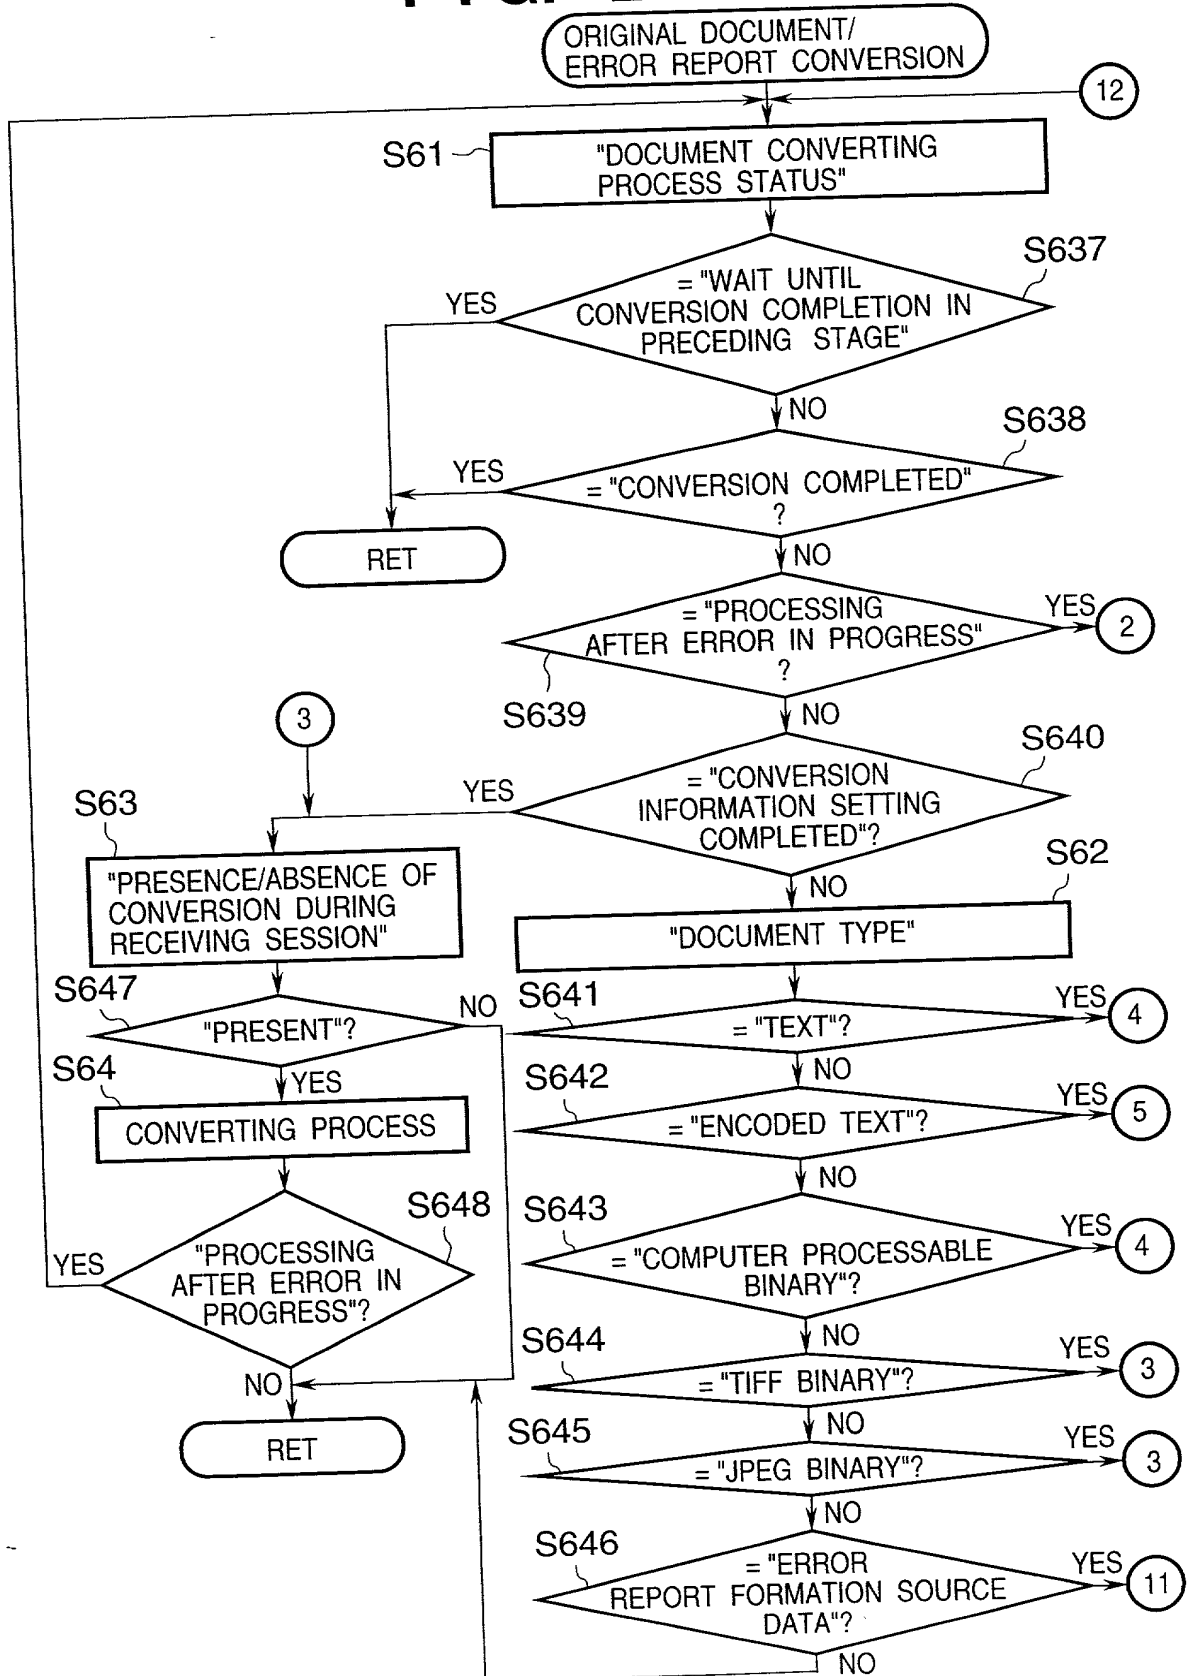 ORIGINAL DOCUMENT/
ERROR REPORT CONVERSION
12
S61
"DOCUMENT CONVERTING
PROCESS STATUS"
S637
= "WAIT UNTIL
CONVERSION COMPLETION IN
PRECEDING STAGE"
YES
NO
S638
= "CONVERSION COMPLETED"
?
YES
NO
RET
= "PROCESSING
AFTER ERROR IN PROGRESS"
?
YES
2
S639
NO
3
S640
= "CONVERSION
INFORMATION SETTING
COMPLETED"?
YES
NO
S63
"PRESENCE/ABSENCE OF
CONVERSION DURING
RECEIVING SESSION"
S62
"DOCUMENT TYPE"
S647
"PRESENT"?
NO
YES
S64
CONVERTING PROCESS
S648
"PROCESSING
AFTER ERROR IN
PROGRESS"?
YES
NO
RET
S641
= "TEXT"?
YES
4
NO
S642
= "ENCODED TEXT"?
YES
5
NO
S643
= "COMPUTER PROCESSABLE
BINARY"?
YES
4
NO
S644
= "TIFF BINARY"?
YES
3
NO
S645
= "JPEG BINARY"?
YES
3
NO
S646
= "ERROR
REPORT FORMATION SOURCE
DATA"?
YES
11
NO